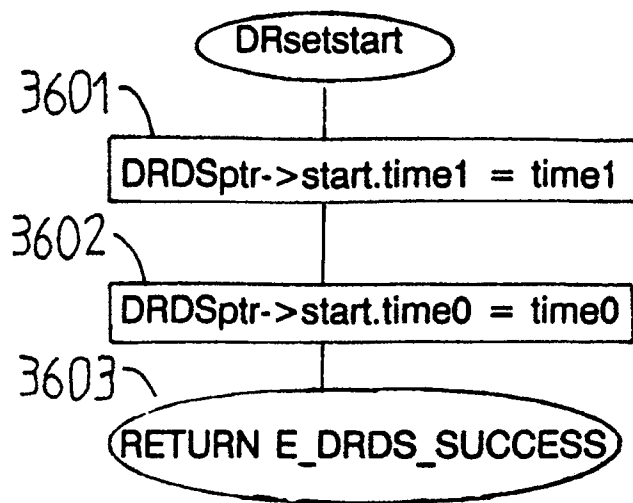 DRsetstart
3601
DRDSptr->start.time1 = time1
3602
DRDSptr->start.time0 = time0
3603
RETURN E_DRDS_SUCCESS